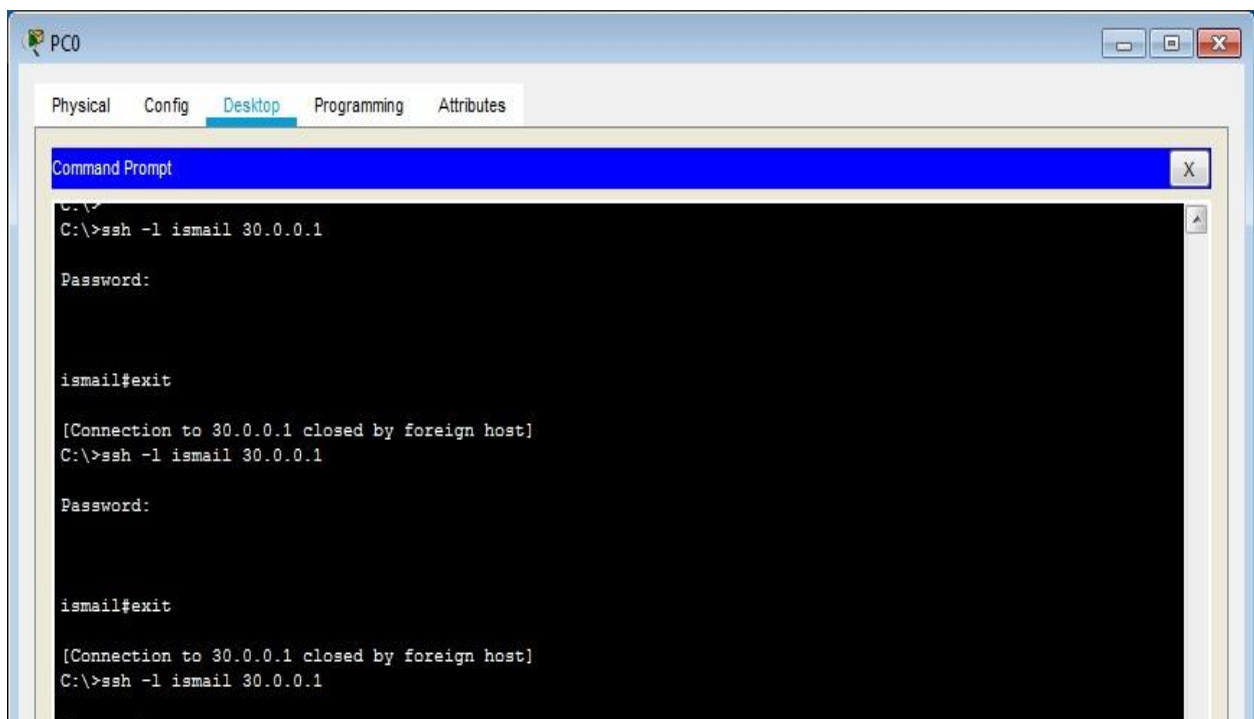 PC0
Physical Config Desktop Programming Attributes
Command Prompt
X
C:\>
C:\>ssh -l ismail 30.0.0.1
Password:
ismail#exit
[Connection to 30.0.0.1 closed by foreign host]
C:\>ssh -l ismail 30.0.0.1
Password:
ismail#exit
[Connection to 30.0.0.1 closed by foreign host]
C:\>ssh -l ismail 30.0.0.1